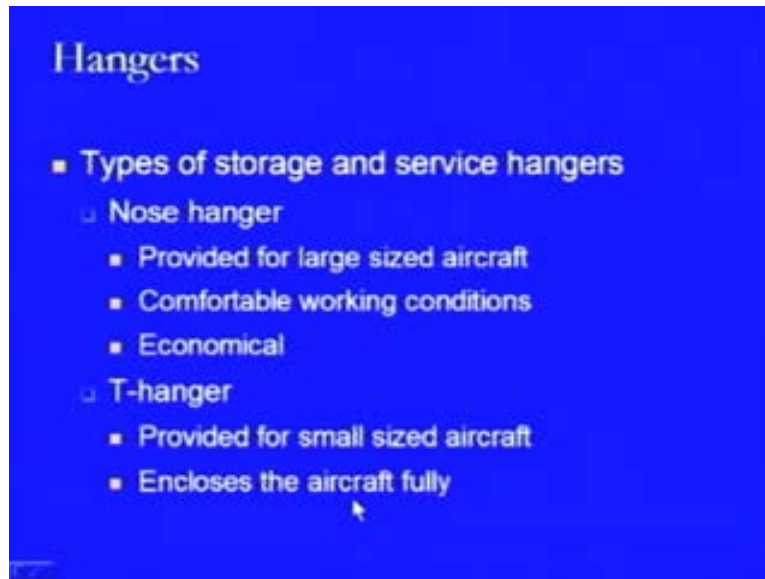 Hangers
Types of storage and service hangers
Nose hanger
Provided for large sized aircraft
Comfortable working conditions
Economical
T-hanger
Provided for small sized aircraft
Encloses the aircraft fully